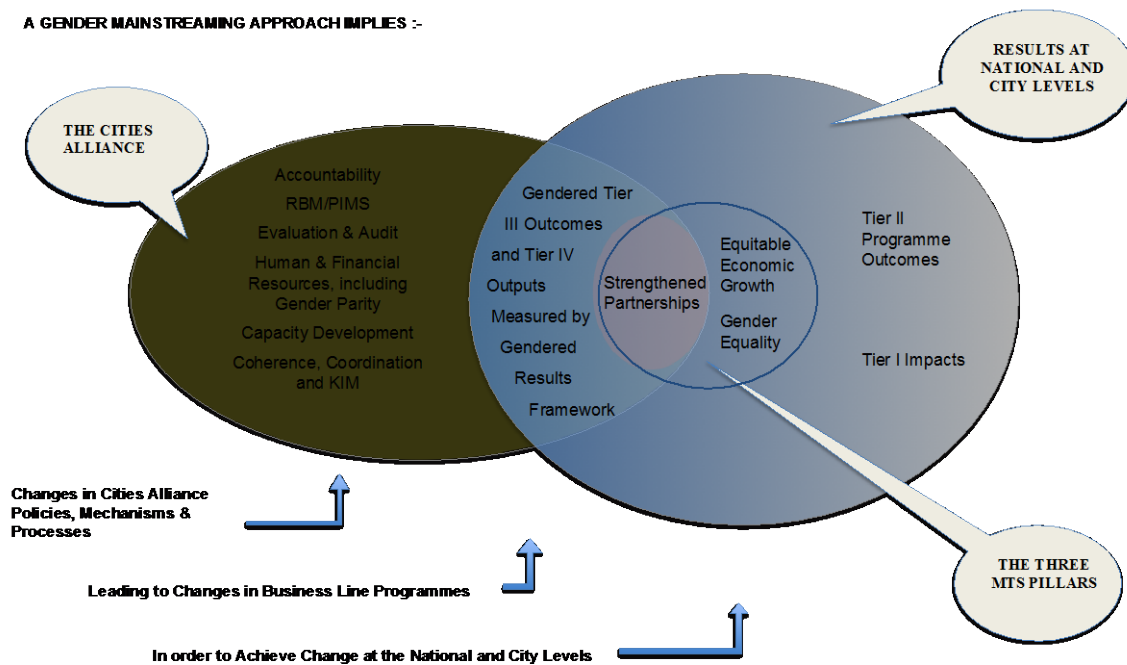 A GENDER MAINSTREAMING APPROACH IMPLIES :-
RESULTS AT
NATIONAL AND
CITY LEVELS
THE CITIES
ALLIANCE
Accountability
RBM/PIMS
Evaluation & Audit
Human & Financial
Resources, including
Gender Parity
Capacity Development
Coherence, Coordination
and KIM
Gendered Tier
III Outcomes
and Tier IV
Outputs
Measured by
Gendered
Results
Framework
Strengthened
Partnerships
Equitable
Economic
Growth
Gender
Equality
Tier II
Programme
Outcomes
Tier I Impacts
Changes in Cities Alliance
Policies, Mechanisms &
Processes
THE THREE
MTS PILLARS
Leading to Changes in Business Line Programmes
In order to Achieve Change at the National and City Levels